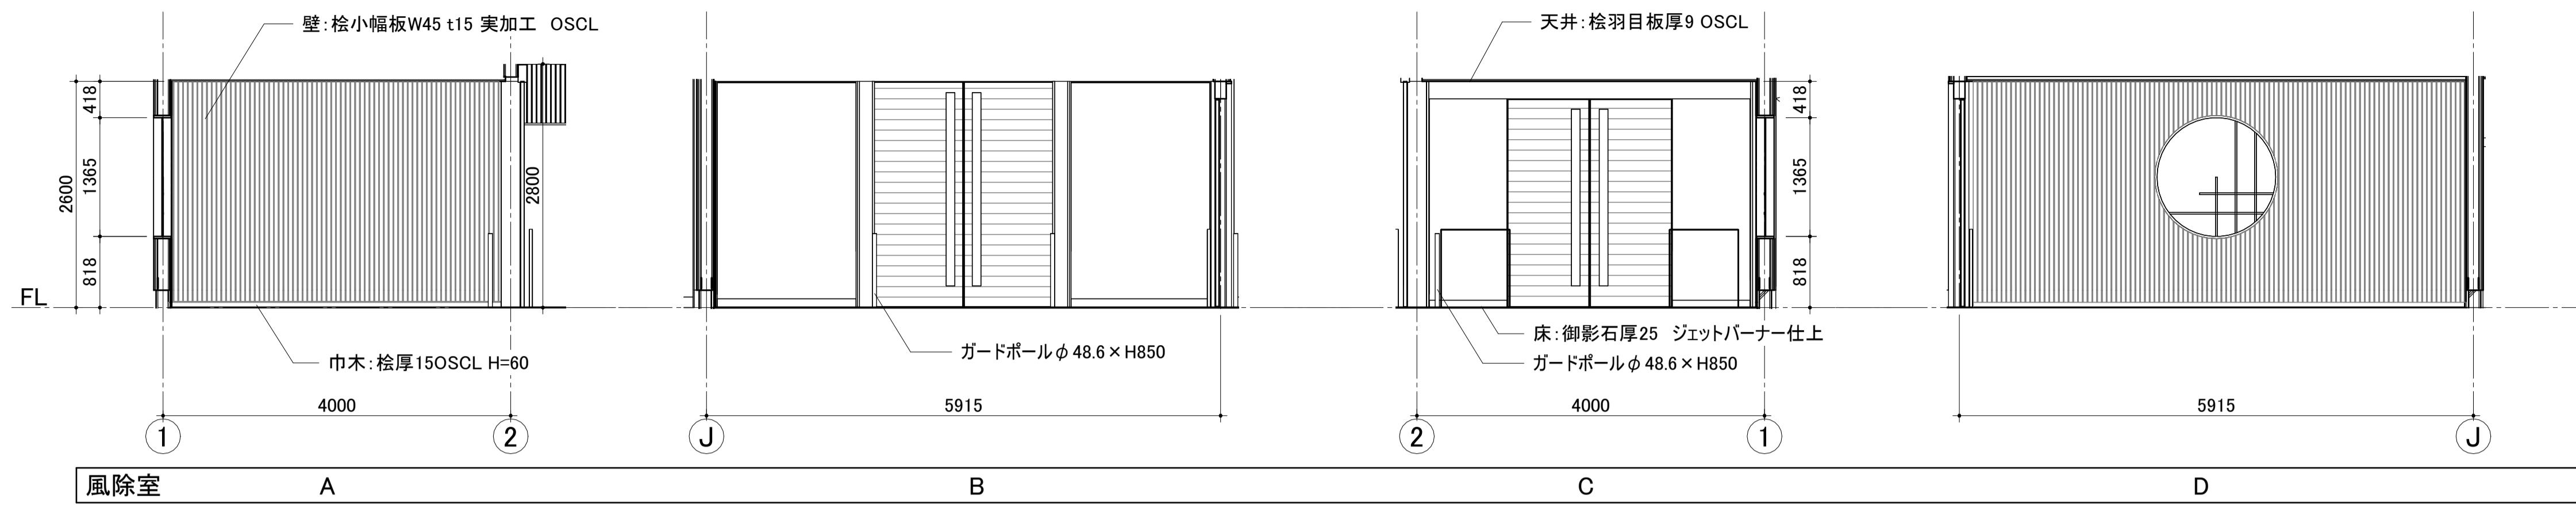 壁:桧小幅板W45 t15 実加工 OSCL
天井:桧羽目板厚9 OSCL
418
1365
2600
818
2800
418
1365
818
FL
床:御影石厚25 ジェットバーナー仕上
ガードポールφ48.6×H850
ガードポールφ48.6×H850
巾木:桧厚15OSCL H=60
4000
5915
4000
5915
1
2
J
2
1
J
風除室 A B C D